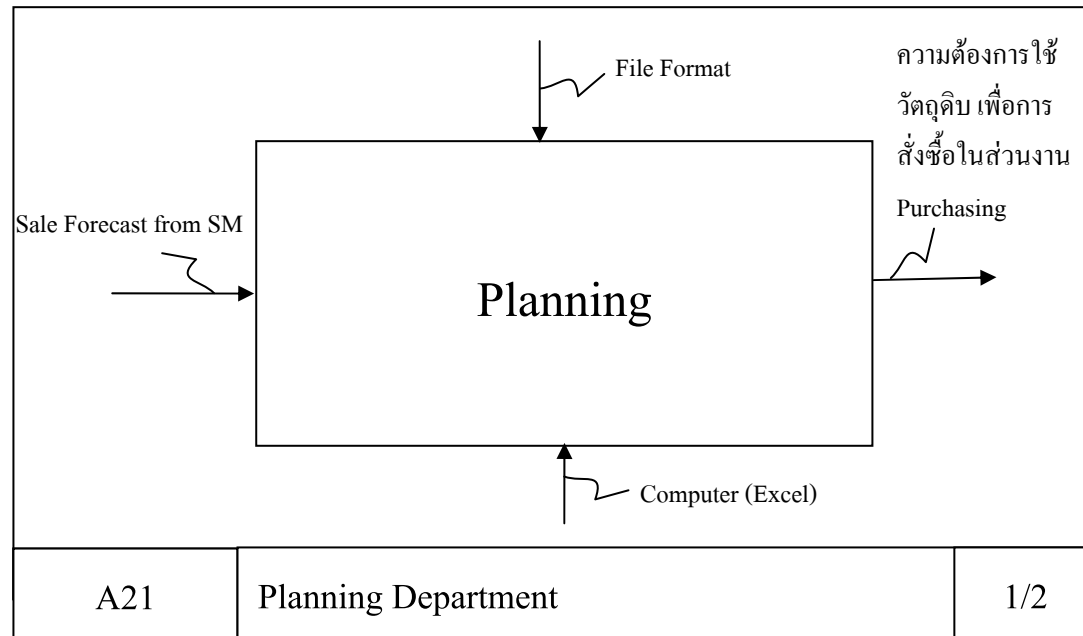 File Format
ความต้องการใช้
วัตถุดิบ เพื่อการ
สั่งซื้อในส่วนงาน
Purchasing
Sale Forecast from SM
Planning
Computer (Excel)
A21
Planning Department
1/2